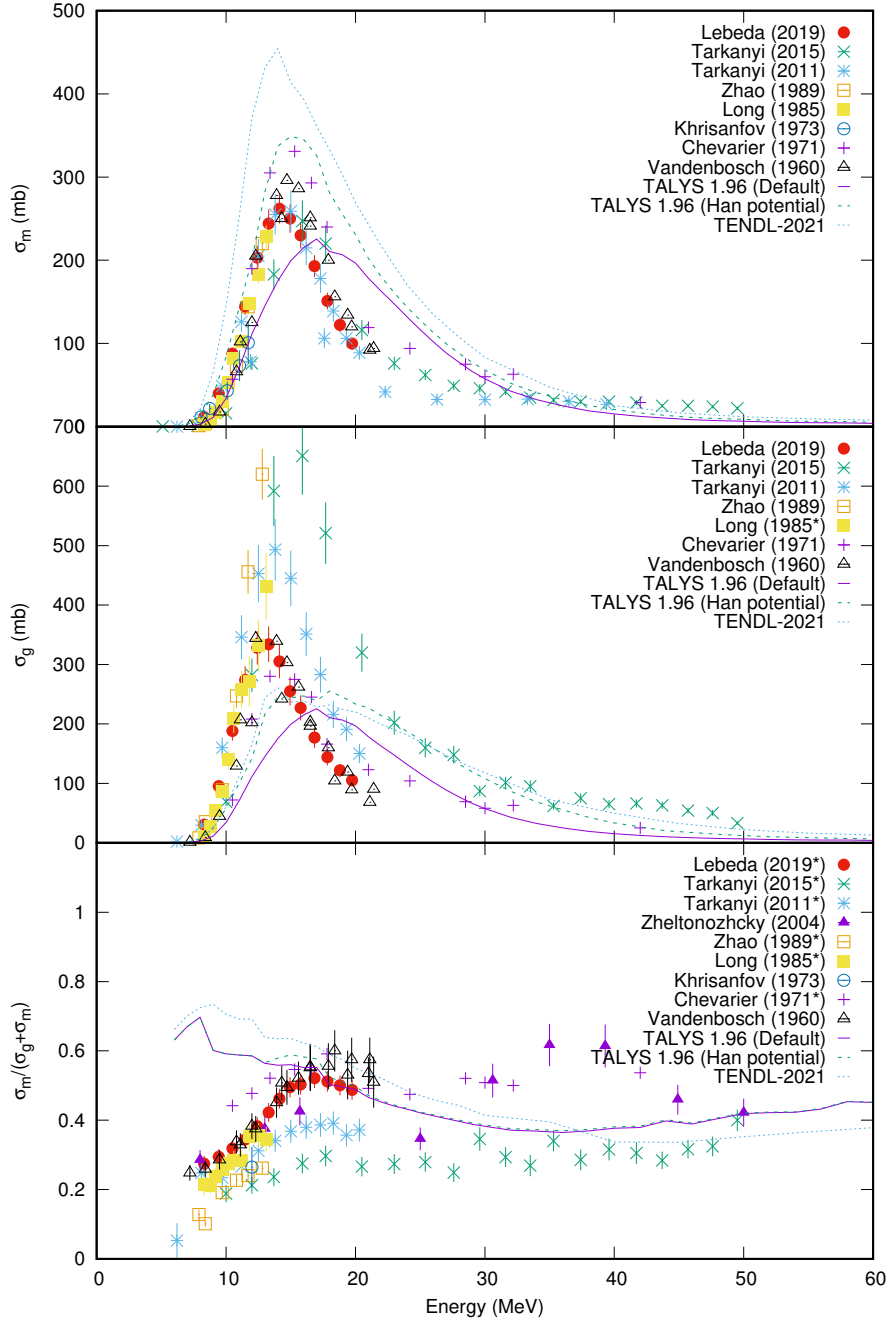 500
400
300
200
100
σm (mb)
Lebeda (2019)
Tarkanyi (2015)
Tarkanyi (2011)
Zhao (1989)
Long (1985)
Khrisanfov (1973)
Chevarier (1971)
Vandenbosch (1960)
TALYS 1.96 (Default)
TALYS 1.96 (Han potential)
TENDL-2021
700
600
500
400
300
200
100
0
σg (mb)
Lebeda (2019)
Tarkanyi (2015)
Tarkanyi (2011)
Zhao (1989)
Long (1985*)
Chevarier (1971)
Vandenbosch (1960)
TALYS 1.96 (Default)
TALYS 1.96 (Han potential)
TENDL-2021
1
0.8
0.6
0.4
0.2
0
σm/(σg+σm)
Lebeda (2019*)
Tarkanyi (2015*)
Tarkanyi (2011*)
Zheltonozhcky (2004)
Zhao (1989*)
Long (1985*)
Khrisanfov (1973)
Chevarier (1971*)
Vandenbosch (1960)
TALYS 1.96 (Default)
TALYS 1.96 (Han potential)
TENDL-2021
0 10 20 30 40 50 60
Energy (MeV)